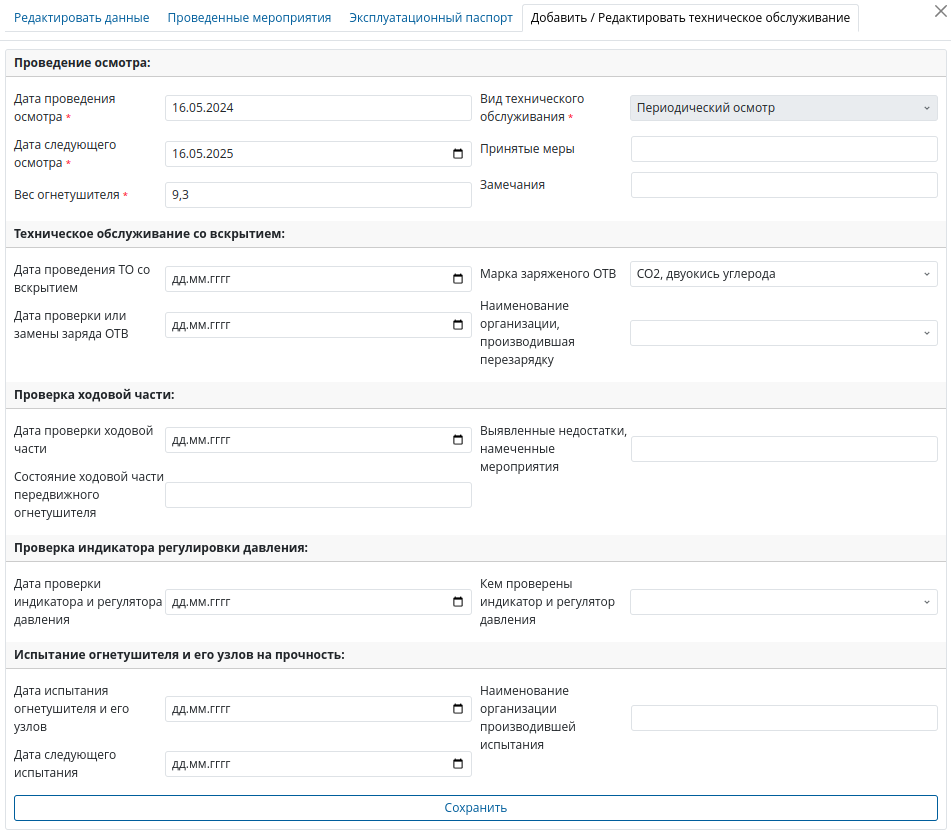 Редактировать данные Проведенные мероприятия Эксплуатационный паспорт Добавить / Редактировать техническое обслуживание
Проведение осмотра:
Дата проведения
осмотра *
16.05.2024
Вид технического
обслуживания *
Периодический осмотр
Дата следующего
осмотра *
16.05.2025
Принятые меры
Вес огнетушителя *
9,3
Замечания
Техническое обслуживание со вскрытием:
Дата проведения ТО со
вскрытием
дд.мм.гггг
Марка заряженого ОТВ
СО2, двуокись углерода
Дата проверки или
замены заряда ОТВ
дд.мм.гггг
Наименование
организации,
производившая
перезарядку
Проверка ходовой части:
Дата проверки ходовой
части
дд.мм.гггг
Выявленные недостатки,
намеченные
мероприятия
Состояние ходовой части
передвижного
огнетушителя
Проверка индикатора регулировки давления:
Дата проверки
индикатора и регулятора
давления
дд.мм.гггг
Кем проверены
индикатор и регулятор
давления
Испытание огнетушителя и его узлов на прочность:
Дата испытания
огнетушителя и его
узлов
дд.мм.гггг
Наименование
организации
производившей
испытания
Дата следующего
испытания
дд.мм.гггг
Сохранить